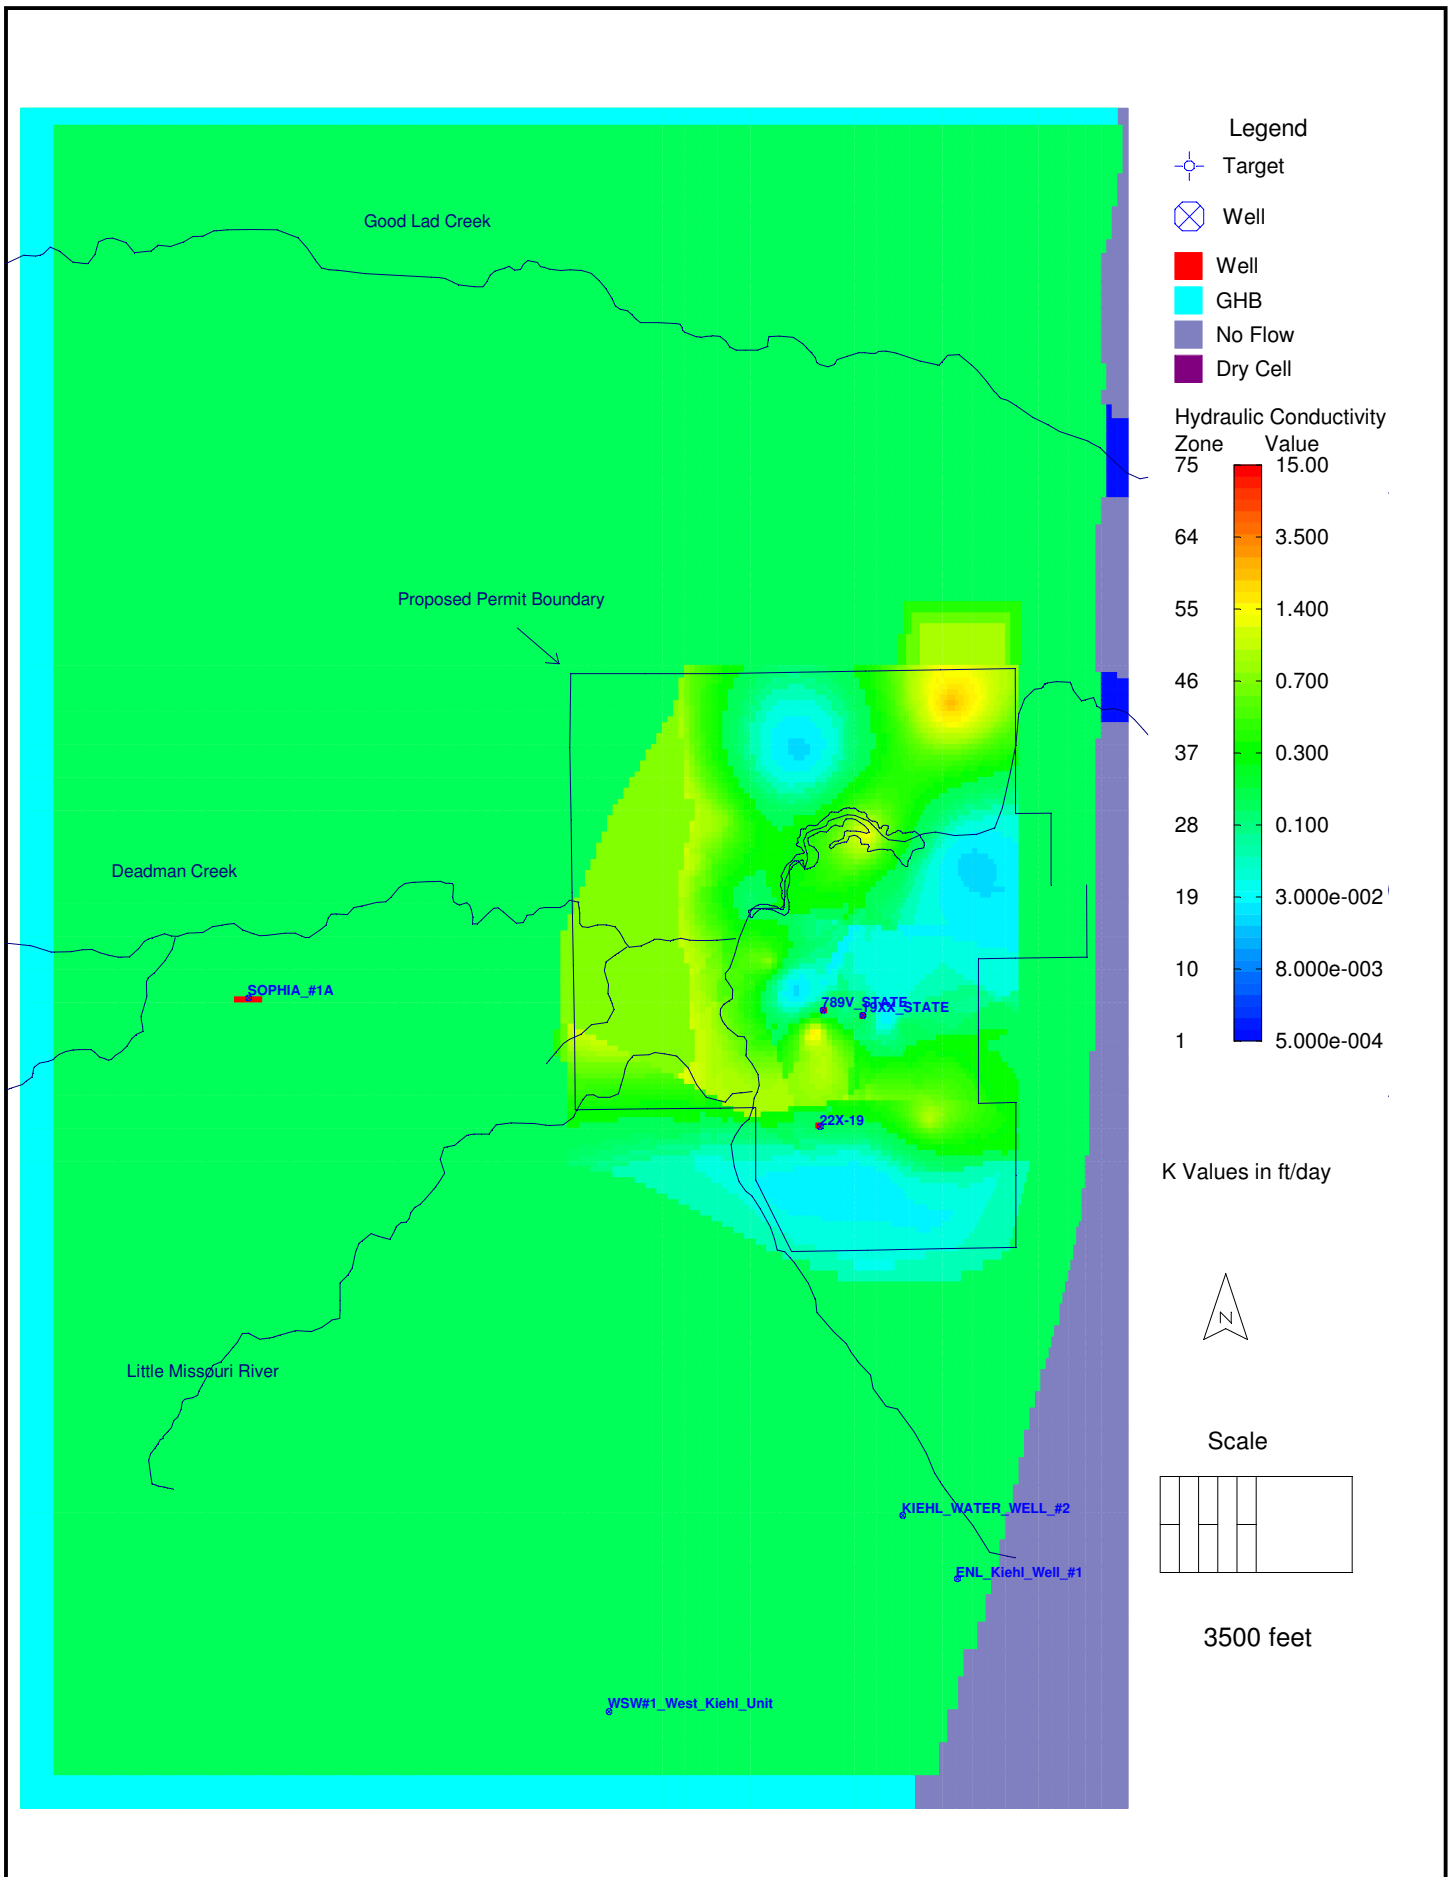 Legend
Target
Well
Well
GHB
No Flow
Dry Cell
Hydraulic Conductivity
Zone Value
75 15.00
64 3.500
55 1.400
46 0.700
37 0.300
28 0.100
19 3.000e-002
10 8.000e-003
1 5.000e-004
K Values in ft/day
N
Scale
3500 feet
Good Lad Creek
Proposed Permit Boundary
Deadman Creek
SOPHIA_#1A
789V_STATE
19XX_STATE
22X-19
Little Missouri River
KIEHL_WATER_WELL_#2
ENL_Kiehl_Well_#1
WSW#1_West_Kiehl_Unit